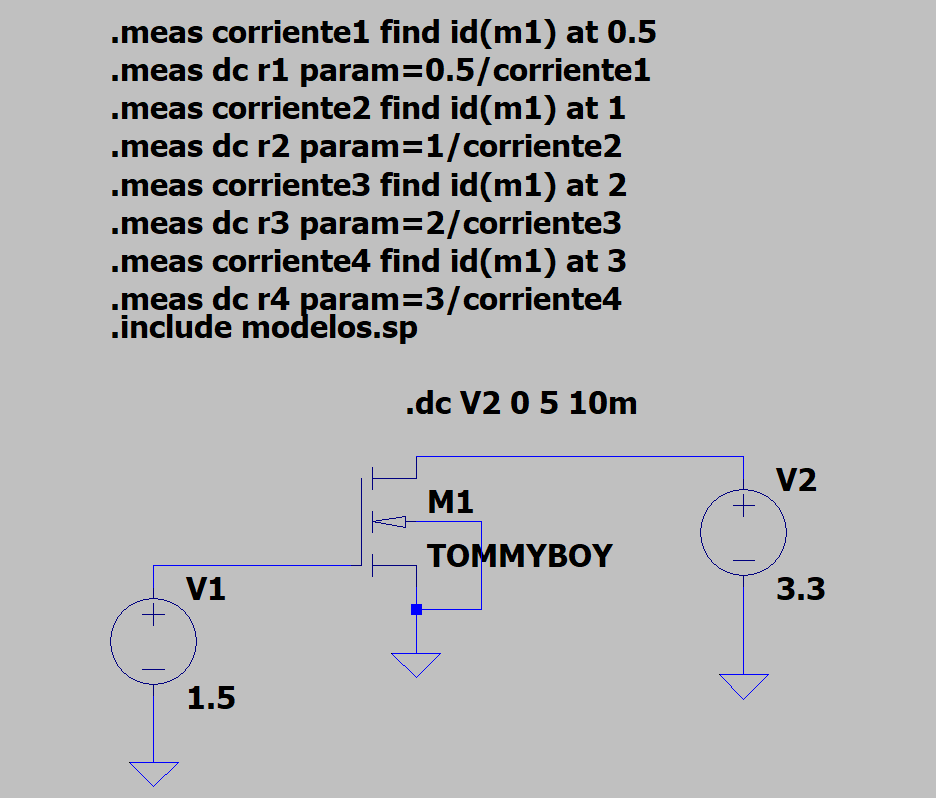 .meas corriente1 find id(m1) at 0.5
.meas dc r1 param=0.5/corriente1
.meas corriente2 find id(m1) at 1
.meas dc r2 param=1/corriente2
.meas corriente3 find id(m1) at 2
.meas dc r3 param=2/corriente3
.meas corriente4 find id(m1) at 3
.meas dc r4 param=3/corriente4
.include modelos.sp
.dc V2 0 5 10m
V2
M1
TOMMYBOY
V1
3.3
1.5